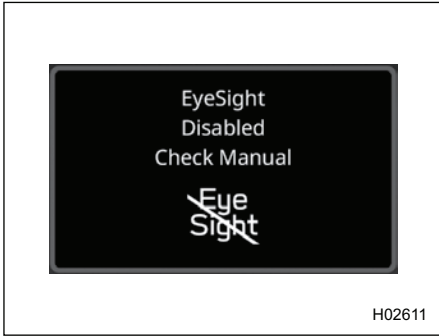 EyeSight
Disabled
Check Manual
Eye
Sight
H02611